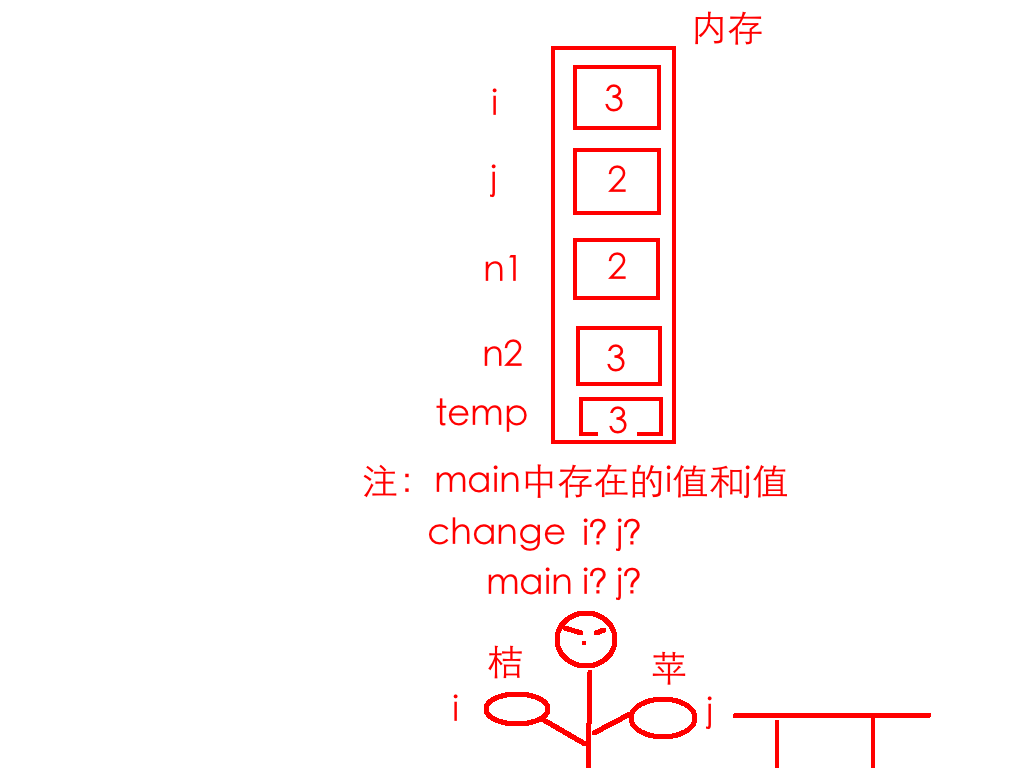 内存
i 3
j 2
n1 2
n2 3
temp 3
注：main中存在的i值和j值
change i? j?
main i? j?
桔 苹
i j